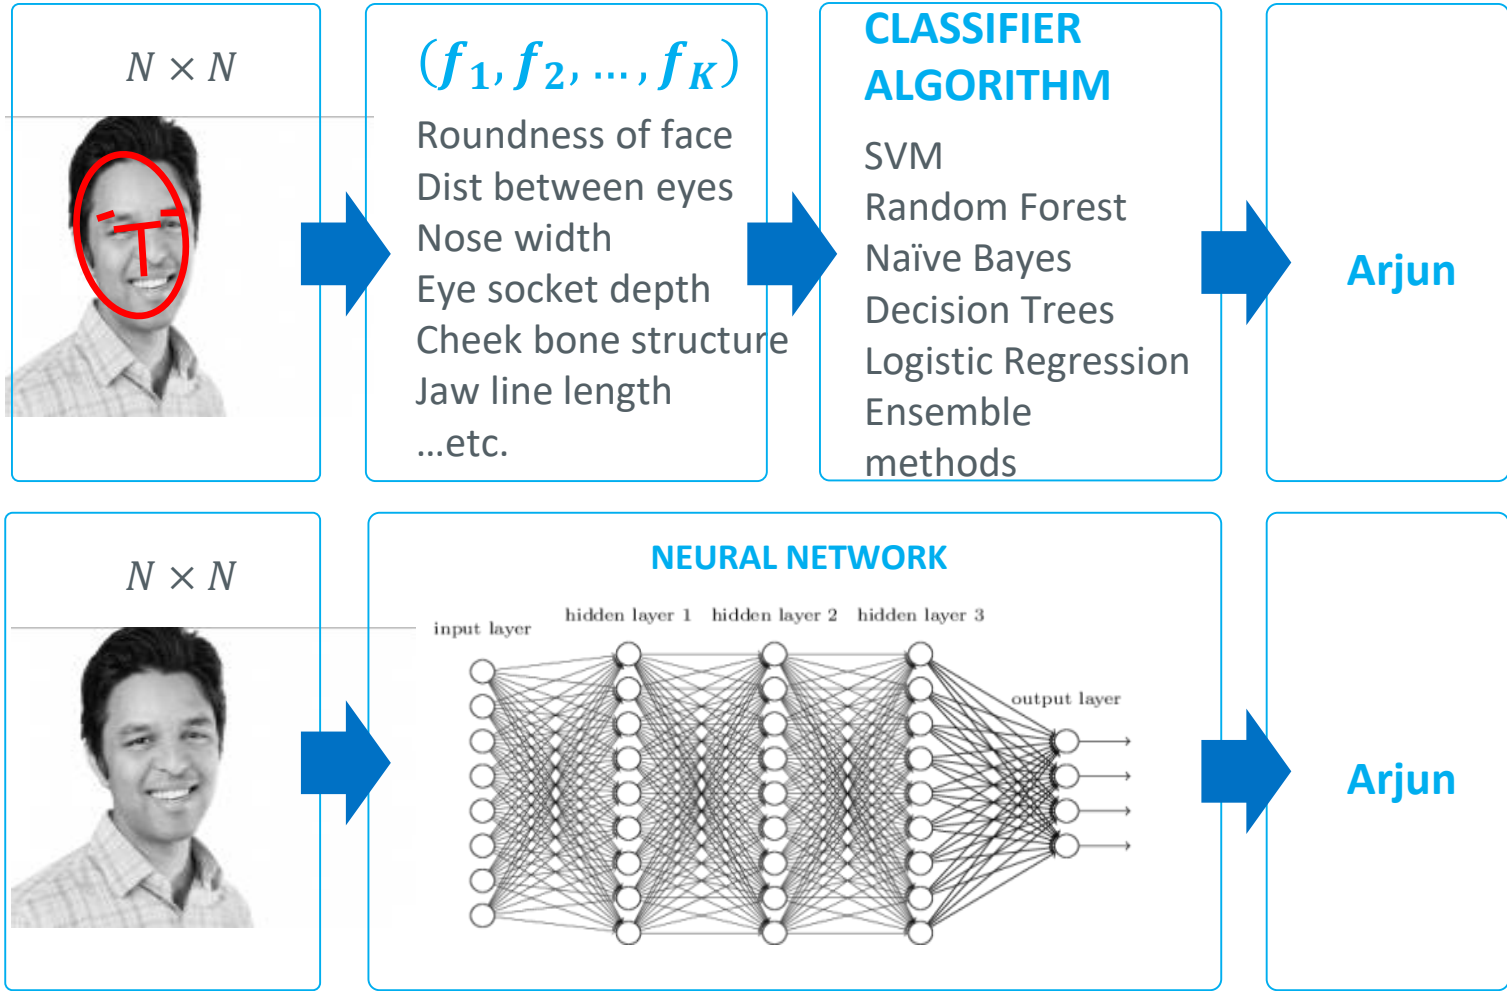 N × N
(f1, f2, … , fK)
Roundness of face
Dist between eyes
Nose width
Eye socket depth
Cheek bone structure
Jaw line length
…etc.
CLASSIFIER
ALGORITHM
SVM
Random Forest
Naïve Bayes
Decision Trees
Logistic Regression
Ensemble
methods
Arjun
N × N
NEURAL NETWORK
input layer
hidden layer 1
hidden layer 2
hidden layer 3
output layer
Arjun